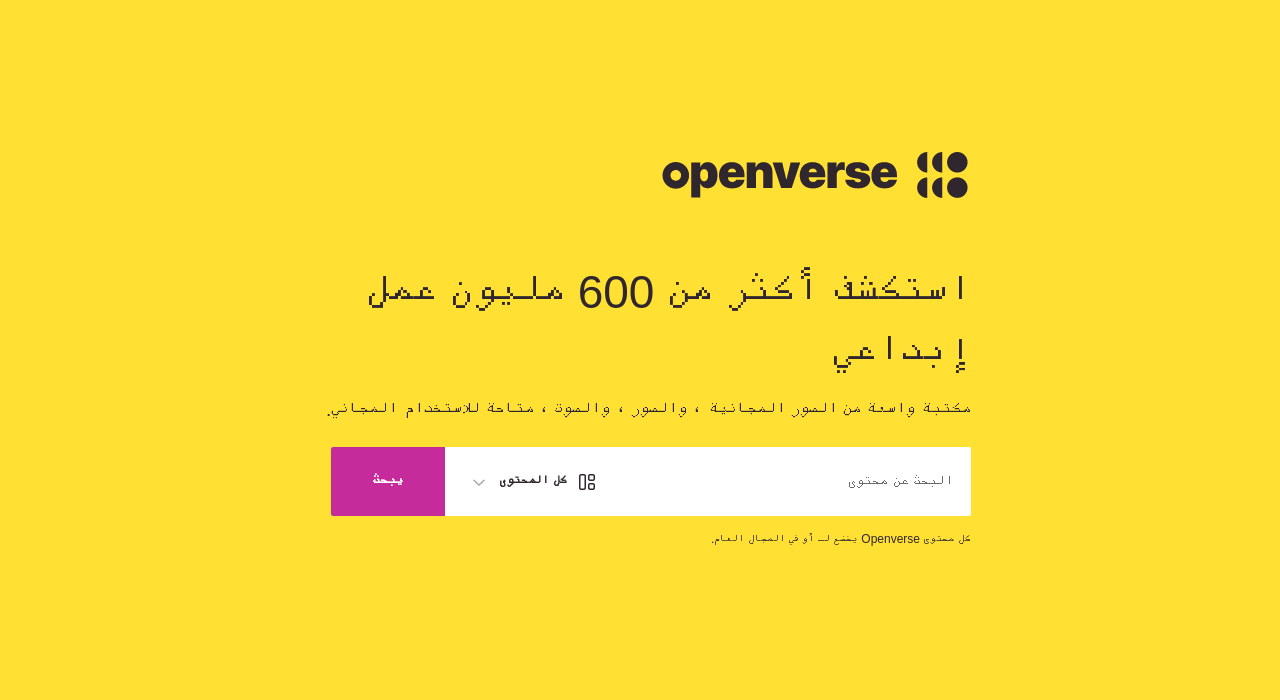 openverse
استكشف أكثر من 600 مليون عمل
إبداعي
مكتبة واسعة من الصور المجانية ، والصور ، والصوت ، متاحة للاستخدام المجاني.
البحث عن محتوى
كل المحتوى
يبحث
كل محتوى Openverse يخضع لـ أو في المجال العام.